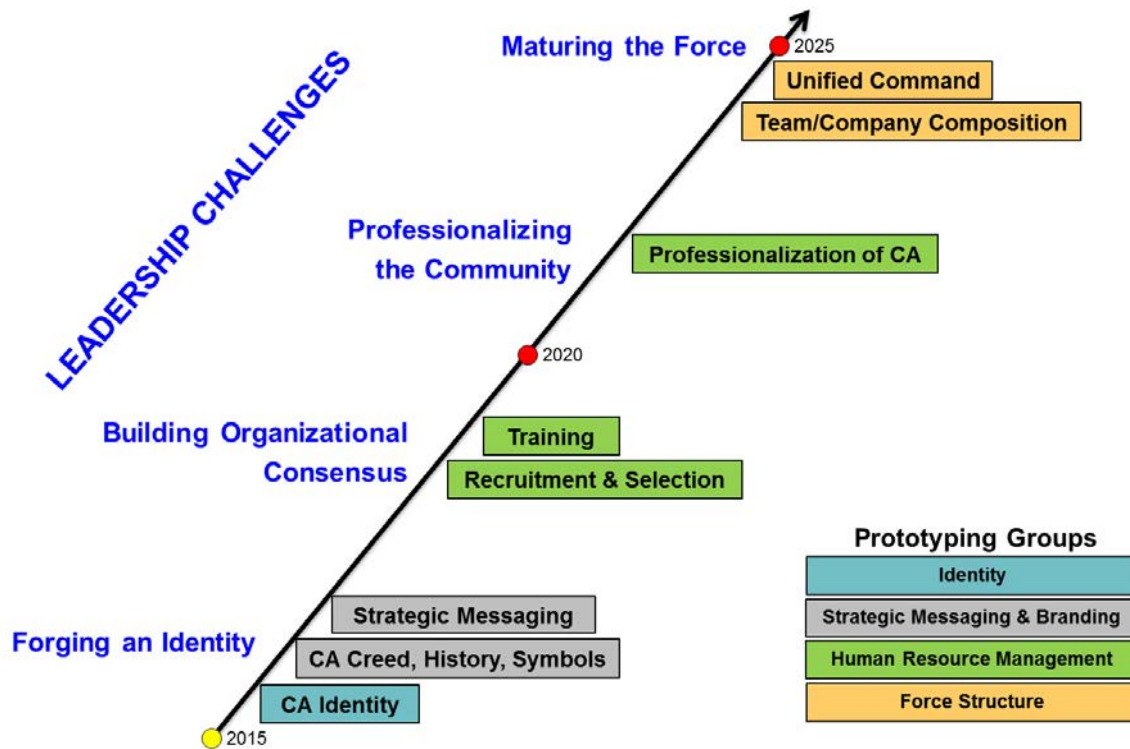 Maturing the Force
2025
Unified Command
Team/Company Composition
LEADERSHIP CHALLENGES
Professionalizing
the Community
Professionalization of CA
2020
Building Organizational
Consensus
Training
Recruitment & Selection
Forging an Identity
Strategic Messaging
CA Creed, History, Symbols
CA Identity
2015
Prototyping Groups
Identity
Strategic Messaging & Branding
Human Resource Management
Force Structure